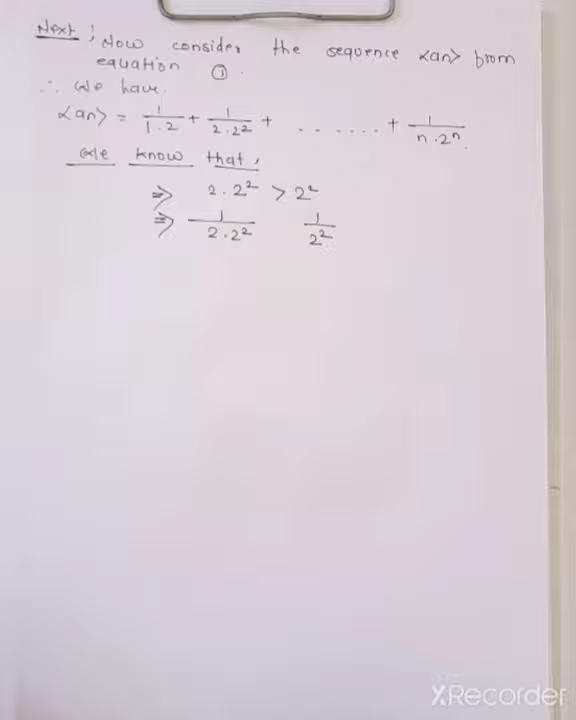 Next; Now consider the sequence <an> from
equation ①.
∴ We have
<an> = 1/1.2 + 1/2.2² + ....... + 1/n.2ⁿ.
We know that,
⇒ 2.2² > 2²
⇒ 1/2.2² 1/2²
XRecorder